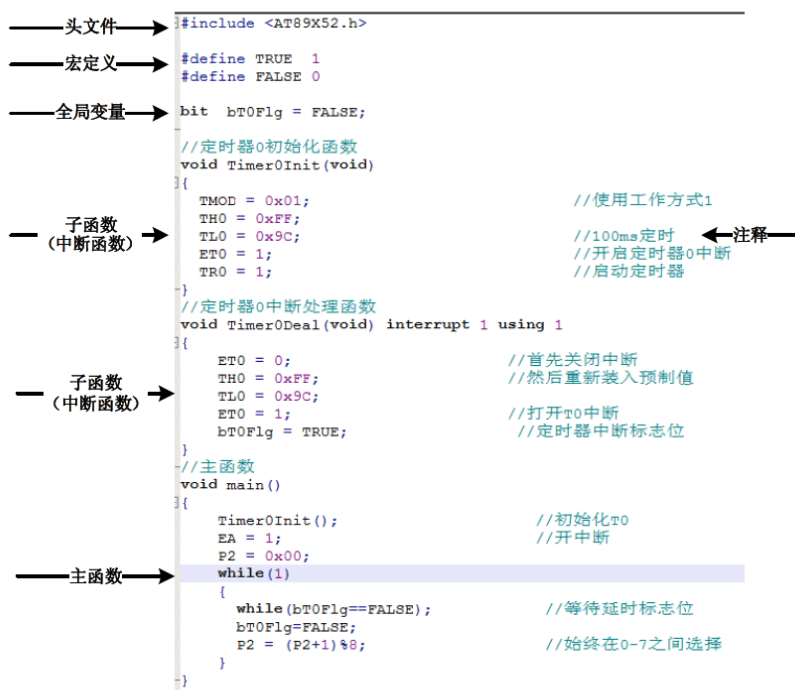 头文件 #include <AT89X52.h>
宏定义 #define TRUE  1
#define FALSE 0
全局变量 bit  bT0Flg = FALSE;
//定时器0初始化函数
void Timer0Init(void)
{
TMOD = 0x01; //使用工作方式1
TH0 = 0xFF;
子函数
(中断函数)
TL0 = 0x9C; //100ms定时 注释
ET0 = 1; //开启定时器0中断
TR0 = 1; //启动定时器
}
//定时器0中断处理函数
void Timer0Deal(void) interrupt 1 using 1
{
ET0 = 0; //首先关闭中断
TH0 = 0xFF; //然后重新装入预制值
子函数
(中断函数)
TL0 = 0x9C;
ET0 = 1; //打开T0中断
bT0Flg = TRUE; //定时器中断标志位
}
//主函数
void main()
{
Timer0Init(); //初始化T0
EA = 1; //开中断
P2 = 0x00;
主函数 while(1)
{
while(bT0Flg==FALSE); //等待延时标志位
bT0Flg=FALSE;
P2 = (P2+1)%8; //始终在0-7之间选择
}
}